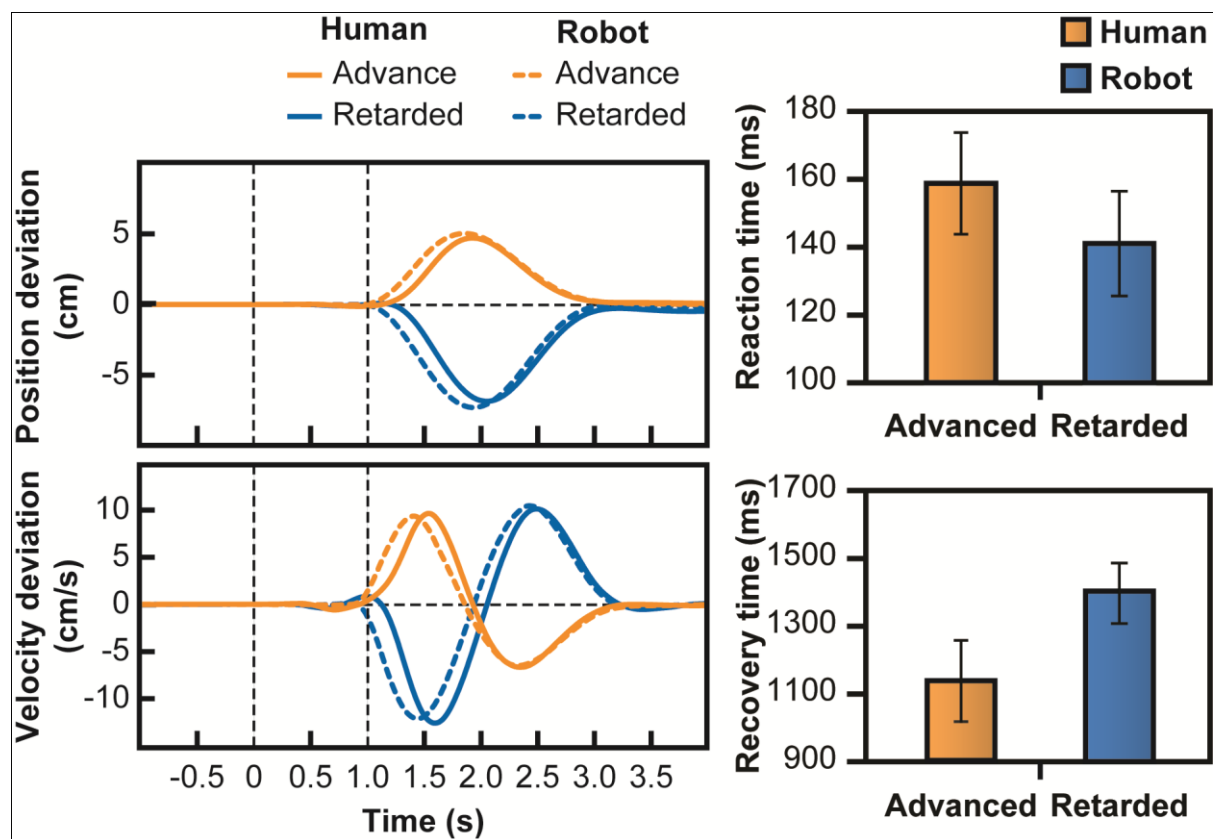 Human Robot
Advance Advance
Retarded Retarded
Position deviation
(cm)
5
0
-5
Velocity deviation
(cm/s)
10
5
0
-5
-10
-0.5 0 0.5 1.0 1.5 2.0 2.5 3.0 3.5
Time (s)
Human
Robot
Reaction time (ms)
180
160
140
120
100
Advanced Retarded
Recovery time (ms)
1700
1500
1300
1100
900
Advanced Retarded